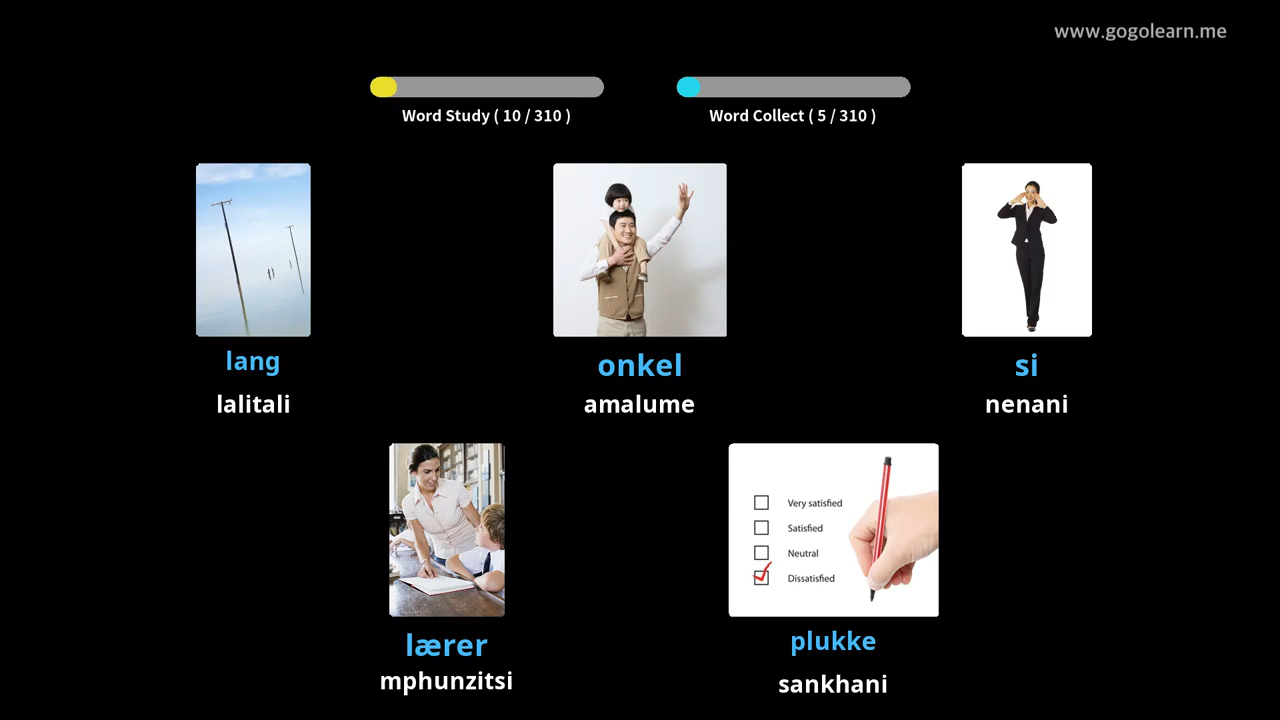 www.gogolearn.me
Word Study ( 10 / 310 )
Word Collect ( 5 / 310 )
lang
lalitali
onkel
amalume
si
nenani
lærer
mphunzitsi
Very satisfied
Satisfied
Neutral
Dissatisfied
plukke
sankhani